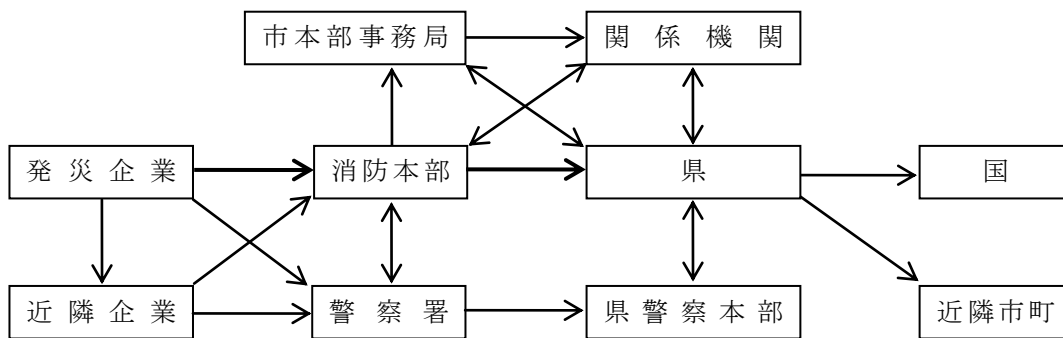 市本部事務局
関係機関
発災企業
消防本部
県
国
近隣企業
警察署
県警察本部
近隣市町